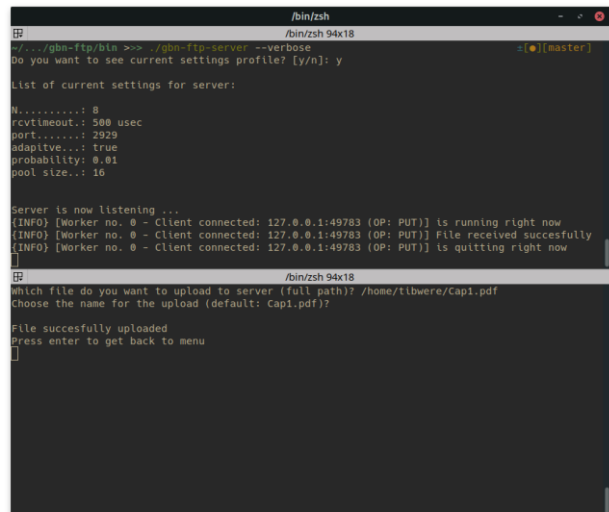 /bin/zsh
/bin/zsh 94x18
~/.../gbn-ftp/bin >>> ./gbn-ftp-server --verbose ±[●][master]
Do you want to see current settings profile? [y/n]: y
List of current settings for server:
N..........: 8
rcvtimeout.: 500 usec
port.......: 2929
adapitve...: true
probability: 0.01
pool size..: 16
Server is now listening ...
{INFO} [Worker no. 0 - Client connected: 127.0.0.1:49783 (OP: PUT)] is running right now
{INFO} [Worker no. 0 - Client connected: 127.0.0.1:49783 (OP: PUT)] File received succesfully
{INFO} [Worker no. 0 - Client connected: 127.0.0.1:49783 (OP: PUT)] is quitting right now
/bin/zsh 94x18
Which file do you want to upload to server (full path)? /home/tibwere/Cap1.pdf
Choose the name for the upload (default: Cap1.pdf)?
File succesfully uploaded
Press enter to get back to menu